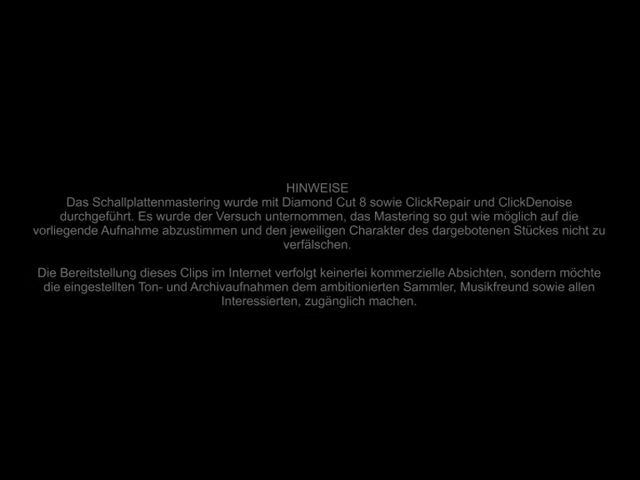 HINWEISE
Das Schallplattenmastering wurde mit Diamond Cut 8 sowie ClickRepair und ClickDenoise
durchgeführt. Es wurde der Versuch unternommen, das Mastering so gut wie möglich auf die
vorliegende Aufnahme abzustimmen und den jeweiligen Charakter des dargebotenen Stückes nicht zu
verfälschen.
Die Bereitstellung dieses Clips im Internet verfolgt keinerlei kommerzielle Absichten, sondern möchte
die eingestellten Ton- und Archivaufnahmen dem ambitionierten Sammler, Musikfreund sowie allen
Interessierten, zugänglich machen.